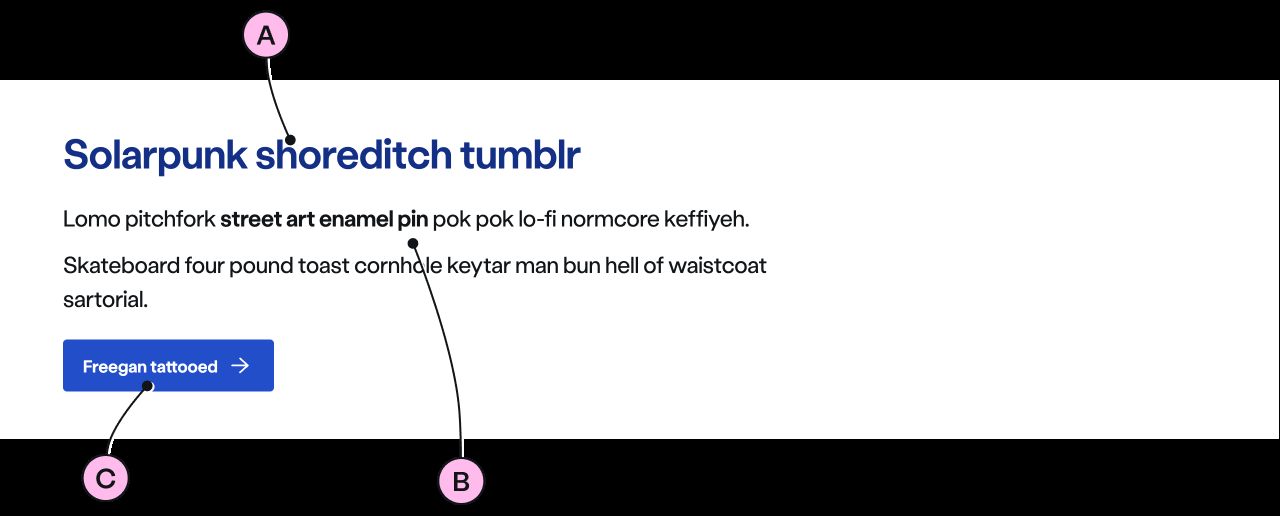 A
Solarpunk shoreditch tumblr
Lomo pitchfork street art enamel pin pok pok lo-fi normcore keffiyeh.
Skateboard four pound toast cornhole keytar man bun hell of waistcoat
sartorial.
Freegan tattooed →
C
B